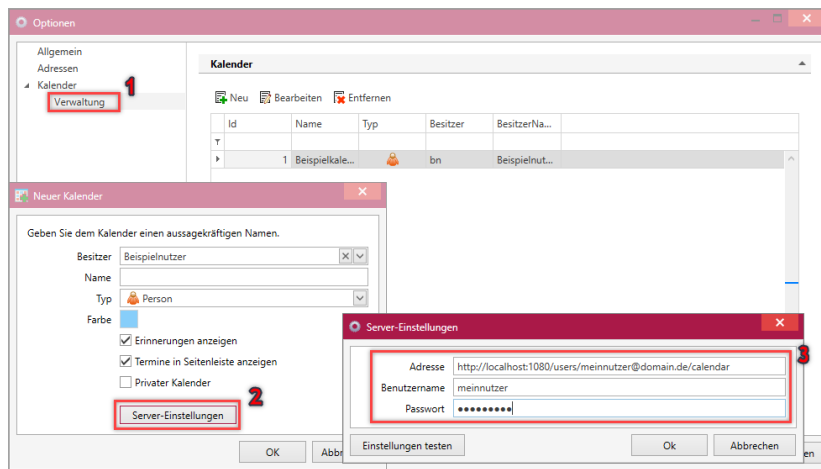 Optionen
Allgemein
Adressen
Kalender
Verwaltung
1
Kalender
Neu Bearbeiten Entfernen
Id Name Typ Besitzer BesitzerNa...
1 Beispielkale... bn Beispielnut...
Neuer Kalender
Geben Sie dem Kalender einen aussagekräftigen Namen.
Besitzer Beispielnutzer
Name
Typ Person
Farbe
Erinnerungen anzeigen
Termine in Seitenleiste anzeigen
Privater Kalender
2
Server-Einstellungen
OK
Server-Einstellungen
3
Adresse http://localhost:1080/users/meinnutzer@domain.de/calendar
Benutzername meinnutzer
Passwort •••••••••
Einstellungen testen Ok Abbrechen